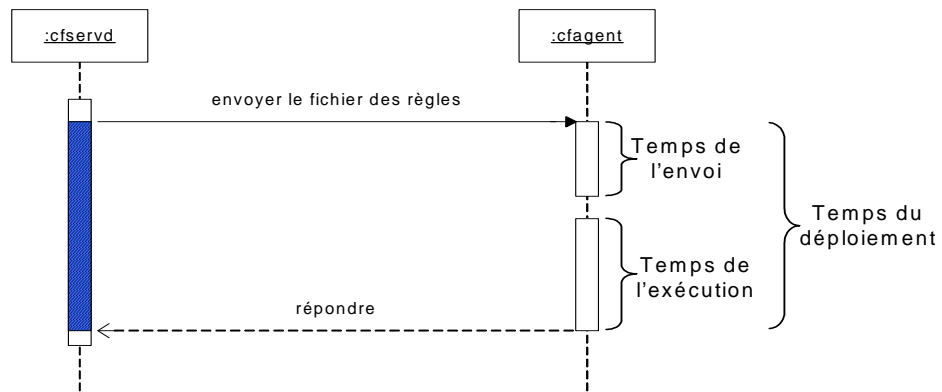 :cfservd
:cfagent
envoyer le fichier des règles
Temps de
l'envoi
Temps du
déploiement
Temps de
l'exécution
répondre